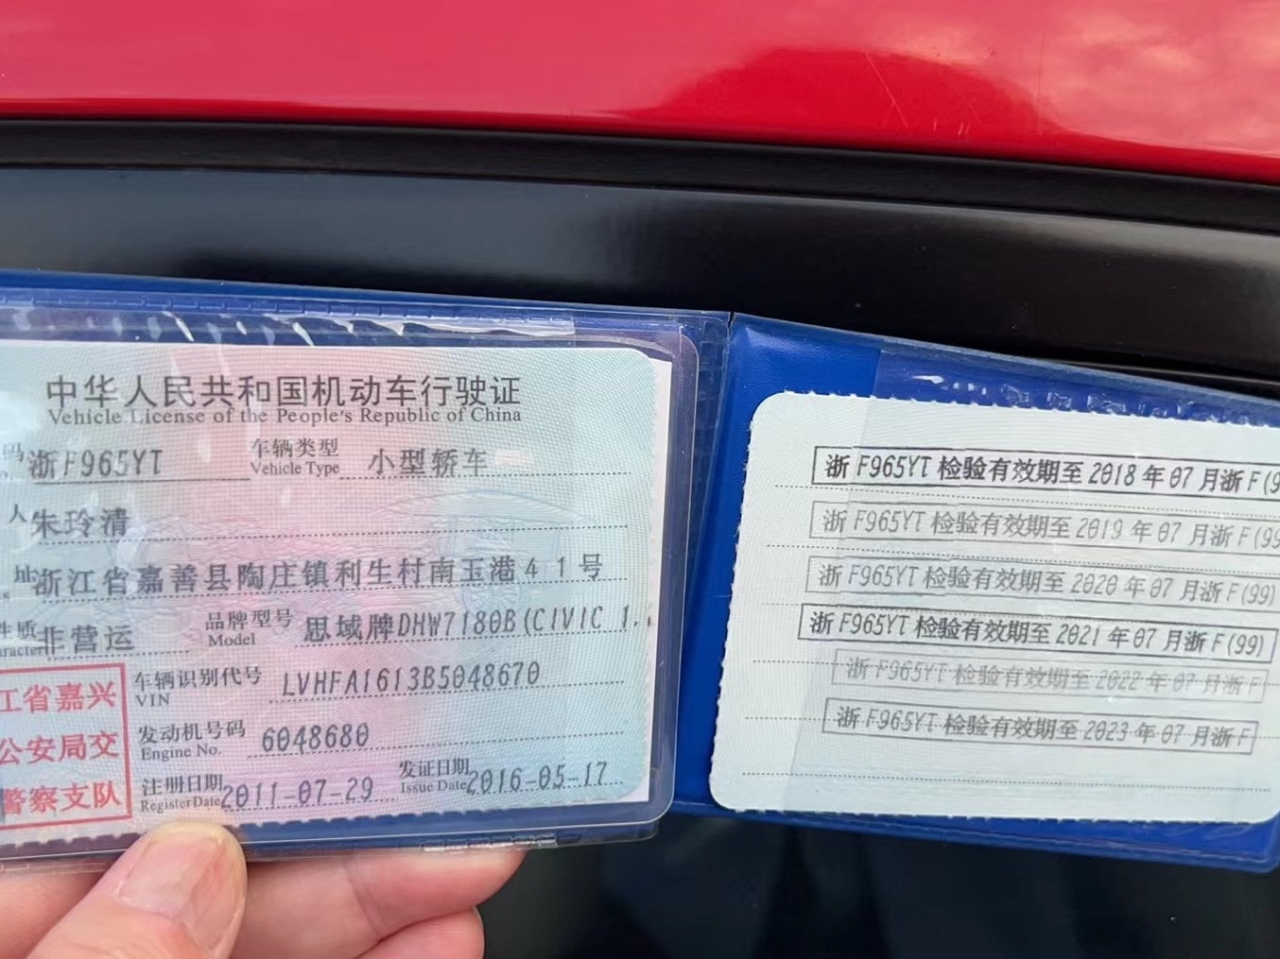 中华人民共和国机动车行驶证
Vehicle License of the People's Republic of China
码 浙F965YT 车辆类型 小型轿车
Vehicle Type
人 朱玲清
址 浙江省嘉善县陶庄镇利生村南玉港41号
性质 非营运 品牌型号 思域牌DHW7180B(CIVIC 1.
aracter Model
江省嘉兴
公安局交
警察支队
车辆识别代号 LVHFA1613B5048670
VIN
发动机号码 6048680
Engine No.
注册日期 2011-07-29 发证日期 2016-05-17
Register Date Issue Date
浙F965YT检验有效期至2018年07月浙F(9
浙F965YT检验有效期至2019年07月浙F(99
浙F965YT检验有效期至2020年07月浙F(99)
浙F965YT检验有效期至2021年07月浙F(99)
浙F965YT检验有效期至2022年07月浙F
浙F965YT检验有效期至2023年07月浙F